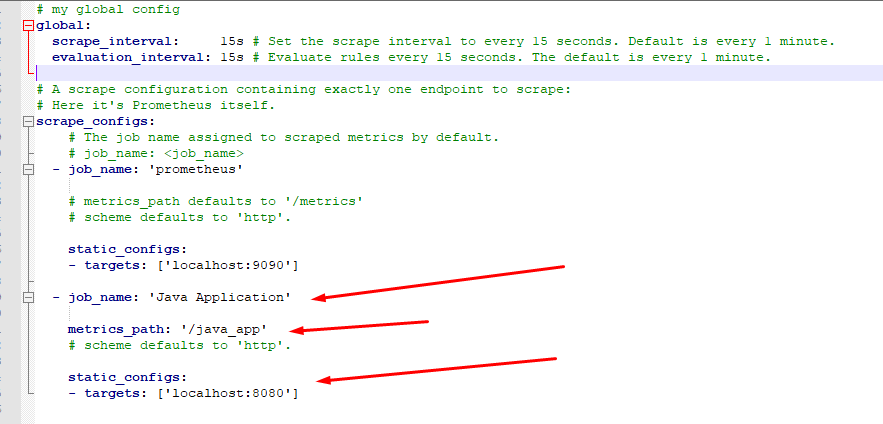 # my global config
global:
  scrape_interval:     15s # Set the scrape interval to every 15 seconds. Default is every 1 minute.
  evaluation_interval: 15s # Evaluate rules every 15 seconds. The default is every 1 minute.
# A scrape configuration containing exactly one endpoint to scrape:
# Here it's Prometheus itself.
scrape_configs:
    # The job name assigned to scraped metrics by default.
    # job_name: <job_name>
  - job_name: 'prometheus'
    # metrics_path defaults to '/metrics'
    # scheme defaults to 'http'.
    static_configs:
    - targets: ['localhost:9090']
  - job_name: 'Java Application'
    metrics_path: '/java_app'
    # scheme defaults to 'http'.
    static_configs:
    - targets: ['localhost:8080']